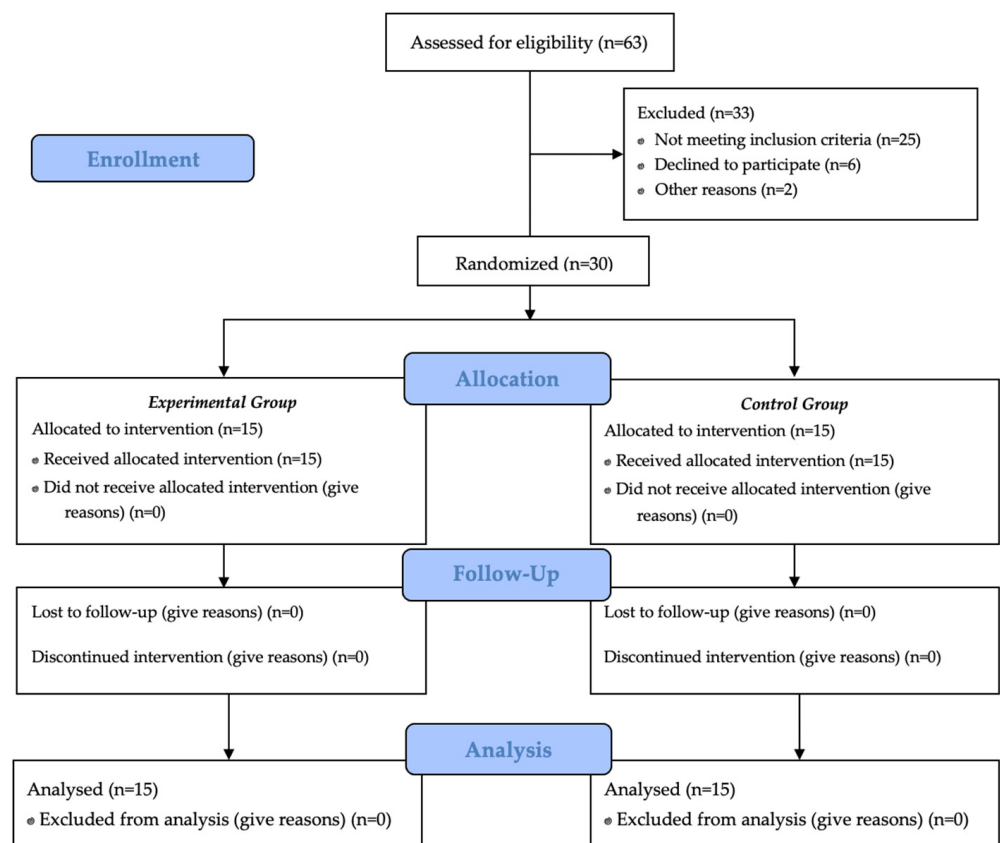 Assessed for eligibility (n=63)
Excluded (n=33)
Not meeting inclusion criteria (n=25)
Declined to participate (n=6)
Other reasons (n=2)
Enrollment
Randomized (n=30)
Allocation
Experimental Group
Allocated to intervention (n=15)
Received allocated intervention (n=15)
Did not receive allocated intervention (give
reasons) (n=0)
Control Group
Allocated to intervention (n=15)
Received allocated intervention (n=15)
Did not receive allocated intervention (give
reasons) (n=0)
Follow-Up
Lost to follow-up (give reasons) (n=0)
Discontinued intervention (give reasons) (n=0)
Lost to follow-up (give reasons) (n=0)
Discontinued intervention (give reasons) (n=0)
Analysis
Analysed (n=15)
Excluded from analysis (give reasons) (n=0)
Analysed (n=15)
Excluded from analysis (give reasons) (n=0)